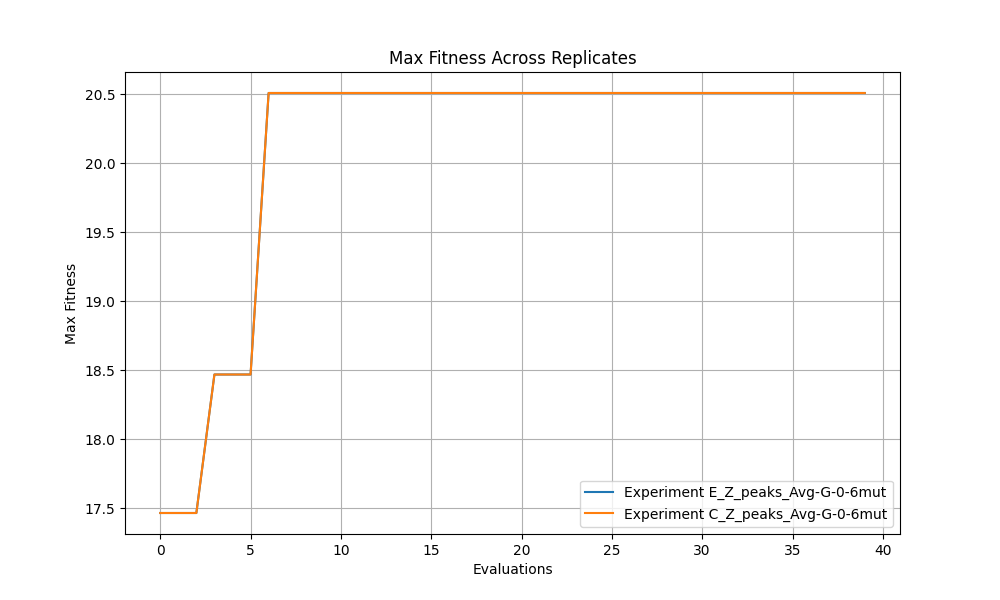 Max Fitness Across Replicates
Max Fitness
20.5
20.0
19.5
19.0
18.5
18.0
17.5
0 5 10 15 20 25 30 35 40
Evaluations
Experiment E_Z_peaks_Avg-G-0-6mut
Experiment C_Z_peaks_Avg-G-0-6mut